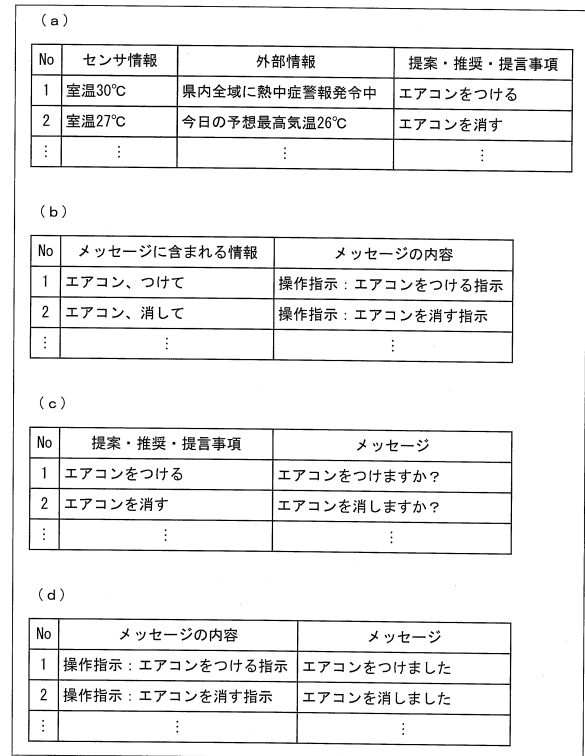 (a)
No センサ情報 外部情報 提案・推奨・提言事項
1 室温30℃ 県内全域に熱中症警報発令中 エアコンをつける
2 室温27℃ 今日の予想最高気温26℃ エアコンを消す
⋮ ⋮ ⋮ ⋮
(b)
No メッセージに含まれる情報 メッセージの内容
1 エアコン、つけて 操作指示：エアコンをつける指示
2 エアコン、消して 操作指示：エアコンを消す指示
⋮ ⋮ ⋮
(c)
No 提案・推奨・提言事項 メッセージ
1 エアコンをつける エアコンをつけますか？
2 エアコンを消す エアコンを消しますか？
⋮ ⋮ ⋮
(d)
No メッセージの内容 メッセージ
1 操作指示：エアコンをつける指示 エアコンをつけました
2 操作指示：エアコンを消す指示 エアコンを消しました
⋮ ⋮ ⋮